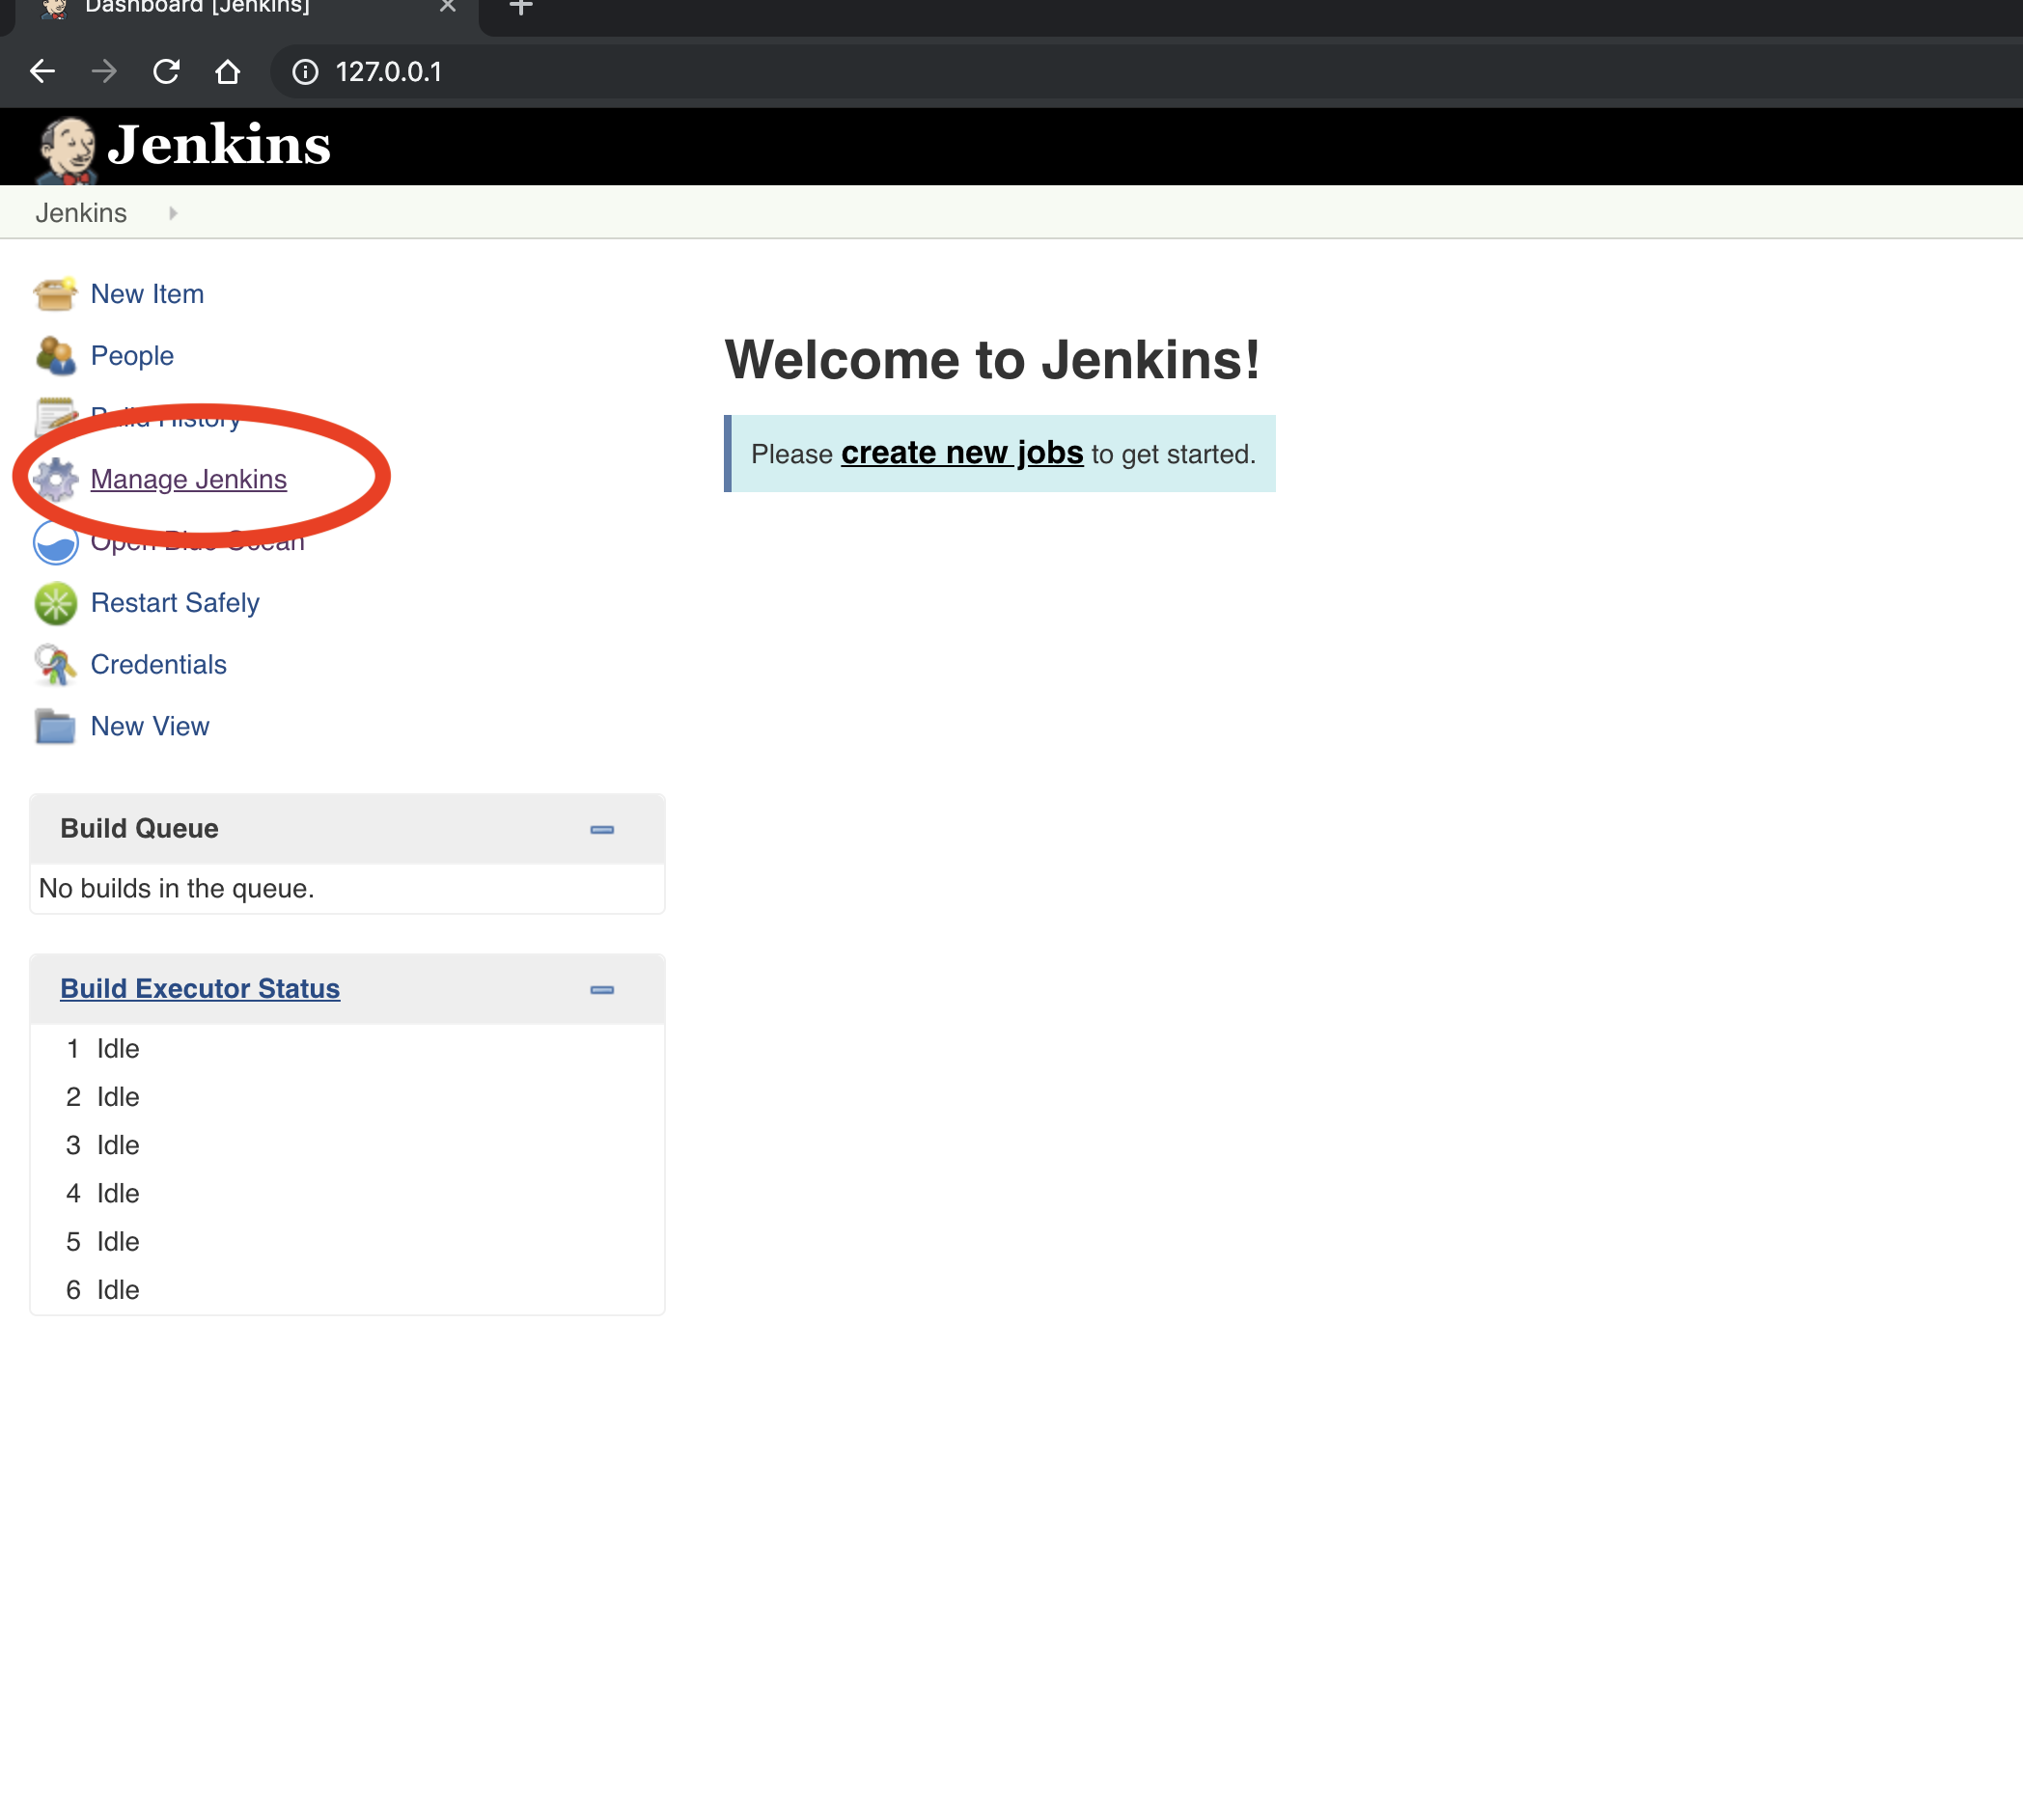 Dashboard [Jenkins]
127.0.0.1
Jenkins
Jenkins
New Item
People
Build History
Manage Jenkins
Open Blue Ocean
Restart Safely
Credentials
New View
Welcome to Jenkins!
Please create new jobs to get started.
Build Queue
No builds in the queue.
Build Executor Status
1 Idle
2 Idle
3 Idle
4 Idle
5 Idle
6 Idle